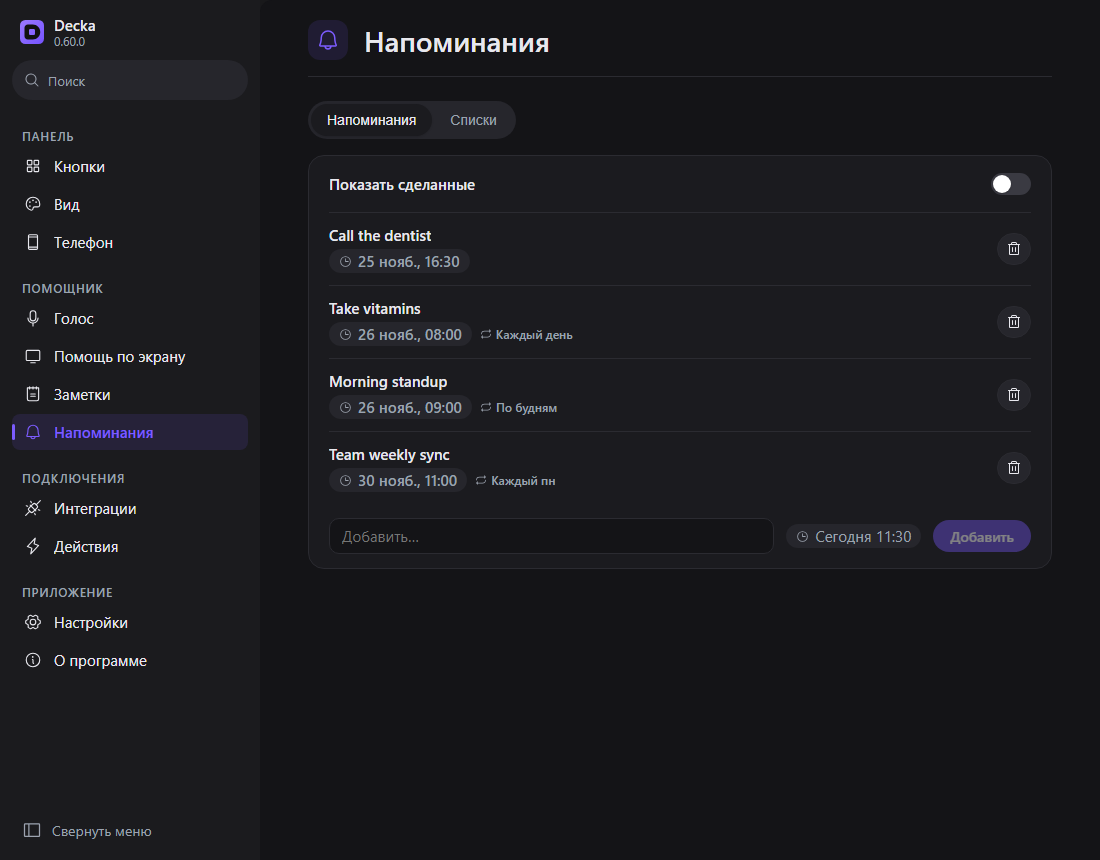 Decka
0.60.0
Поиск
ПАНЕЛЬ
Кнопки
Вид
Телефон
ПОМОЩНИК
Голос
Помощь по экрану
Заметки
Напоминания
ПОДКЛЮЧЕНИЯ
Интеграции
Действия
ПРИЛОЖЕНИЕ
Настройки
О программе
Свернуть меню
Напоминания
Напоминания Списки
Показать сделанные
Call the dentist
25 нояб., 16:30
Take vitamins
26 нояб., 08:00 Каждый день
Morning standup
26 нояб., 09:00 По будням
Team weekly sync
30 нояб., 11:00 Каждый пн
Добавить... Сегодня 11:30 Добавить